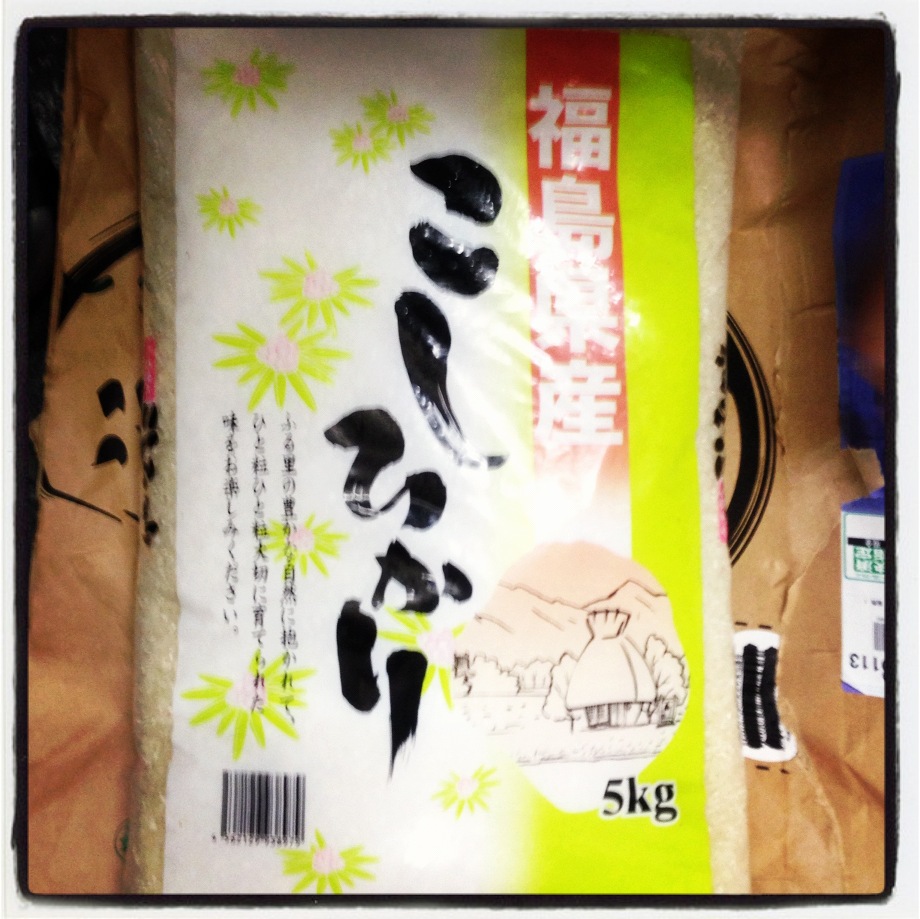 福島県産
こしひかり
ふる里の豊かな自然に抱かれて、
ひと粒ひと粒大切に育てられた
味をお楽しみください。
5kg
0113